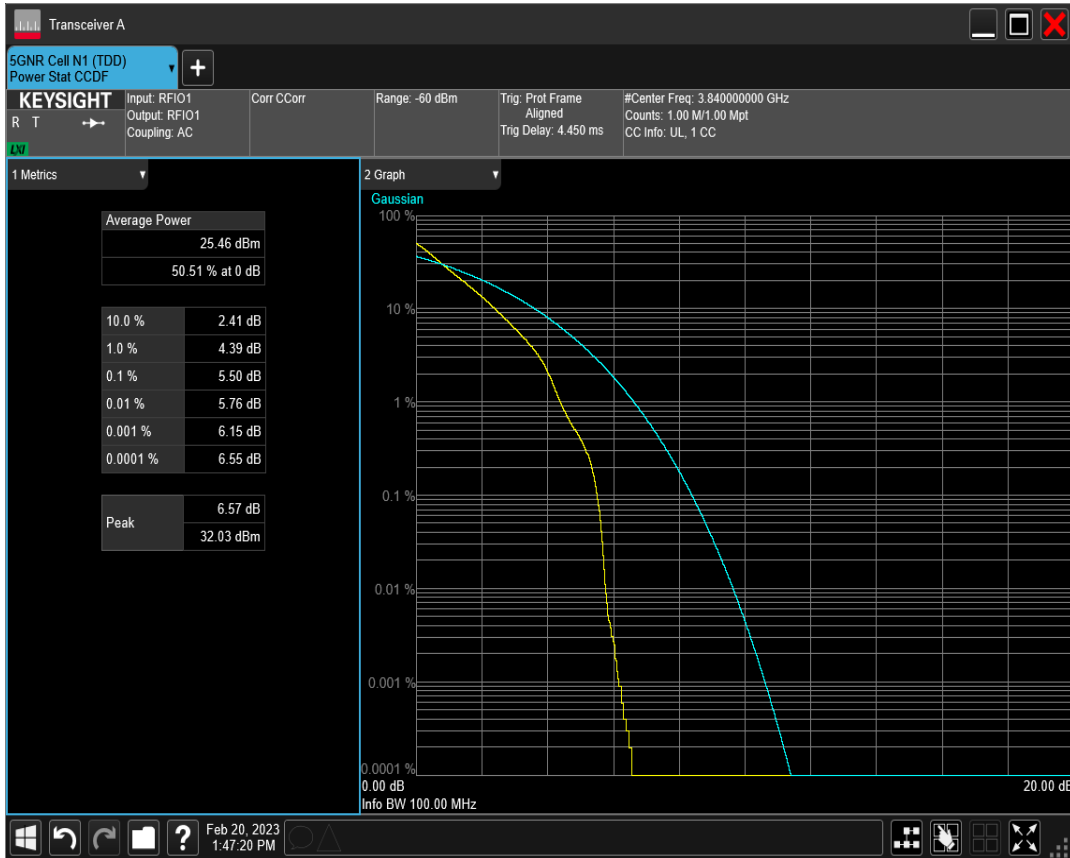 Transceiver A
5GNR Cell N1 (TDD)
Power Stat CCDF
+
KEYSIGHT
R T
LXI
Input: RFIO1
Output: RFIO1
Coupling: AC
Corr CCorr
Range: -60 dBm
Trig: Prot Frame
Aligned
Trig Delay: 4.450 ms
#Center Freq: 3.840000000 GHz
Counts: 1.00 M/1.00 Mpt
CC Info: UL, 1 CC
1 Metrics
Average Power
25.46 dBm
50.51 % at 0 dB
10.0 % 2.41 dB
1.0 % 4.39 dB
0.1 % 5.50 dB
0.01 % 5.76 dB
0.001 % 6.15 dB
0.0001 % 6.55 dB
Peak
6.57 dB
32.03 dBm
2 Graph
Gaussian
100 %
10 %
1 %
0.1 %
0.01 %
0.001 %
0.0001 %
0.00 dB 20.00 dB
Info BW 100.00 MHz
?
Feb 20, 2023
1:47:20 PM